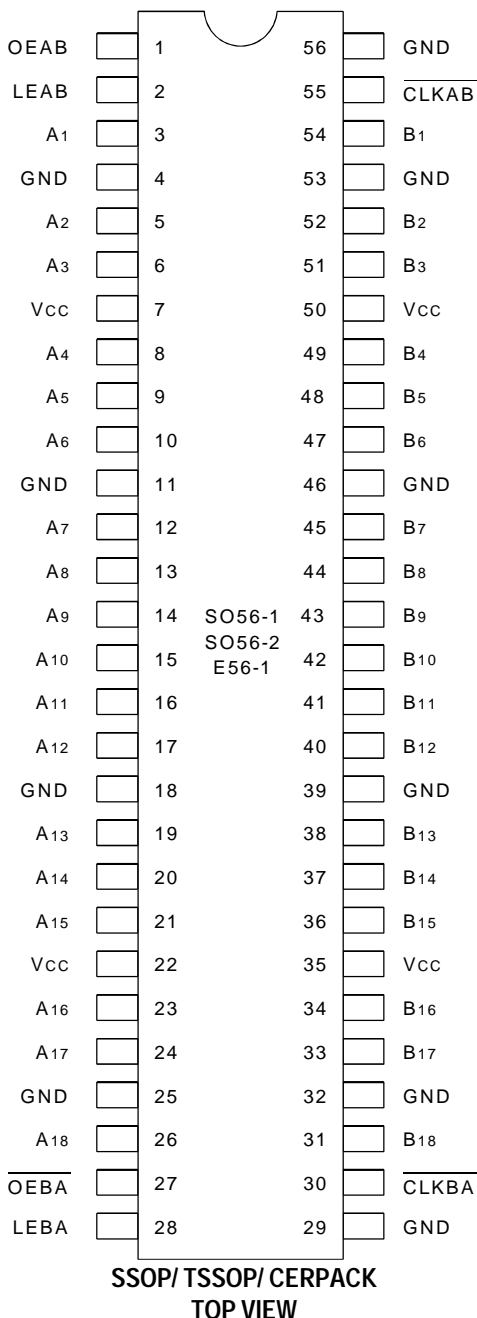 OEAB 1 56 GND
LEAB 2 55 C̅L̅K̅A̅B̅
A1 3 54 B1
GND 4 53 GND
A2 5 52 B2
A3 6 51 B3
VCC 7 50 VCC
A4 8 49 B4
A5 9 48 B5
A6 10 47 B6
GND 11 46 GND
A7 12 45 B7
A8 13 44 B8
A9 14 SO56-1 43 B9
SO56-2
A10 15 E56-1 42 B10
A11 16 41 B11
A12 17 40 B12
GND 18 39 GND
A13 19 38 B13
A14 20 37 B14
A15 21 36 B15
VCC 22 35 VCC
A16 23 34 B16
A17 24 33 B17
GND 25 32 GND
A18 26 31 B18
O̅E̅B̅A̅ 27 30 C̅L̅K̅B̅A̅
LEBA 28 29 GND
SSOP/ TSSOP/ CERPACK
TOP VIEW